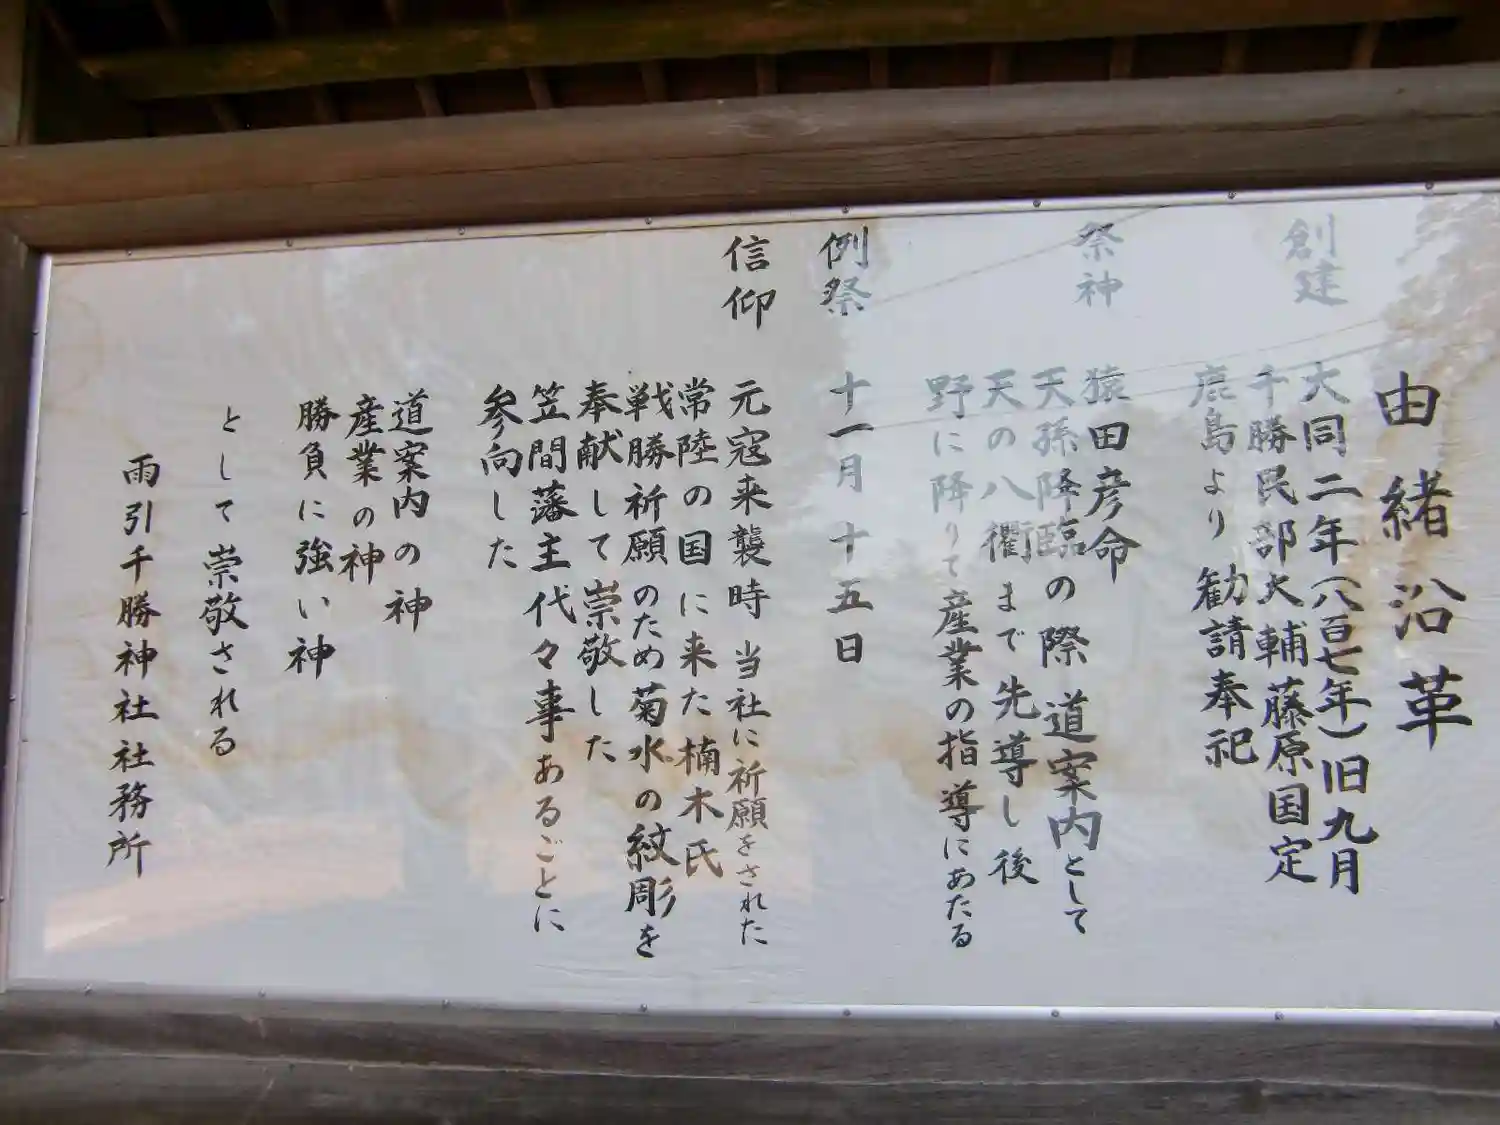 由緒沿革
創建
大同二年(八百七年)旧九月
千勝民部大輔藤原国定
鹿島より勧請奉祀
祭神
猿田彦命
天孫降臨の際道案内として
天の八衢まで先導し後
野に降りて産業の指導にあたる
例祭
十一月十五日
信仰
元寇来襲時当社に祈願をされた
常陸の国に来た楠木氏
戦勝祈願のため菊水の紋彫を
奉献して崇敬した
笠間藩主代々事あるごとに
参向した
道案内の神
産業の神
勝負に強い神
として崇敬される
雨引千勝神社社務所